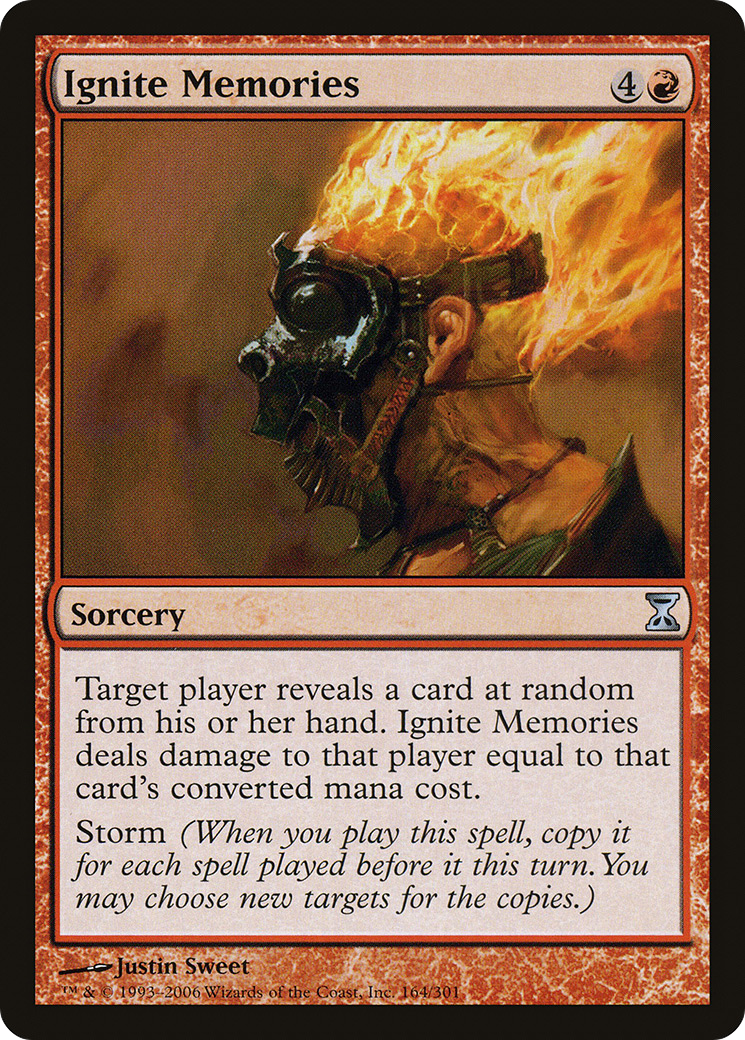 Ignite Memories 4
Sorcery
Target player reveals a card at random
from his or her hand. Ignite Memories
deals damage to that player equal to that
card's converted mana cost.
Storm (When you play this spell, copy it
for each spell played before it this turn. You
may choose new targets for the copies.)
Justin Sweet
™ & © 1993–2006 Wizards of the Coast, Inc. 164/301